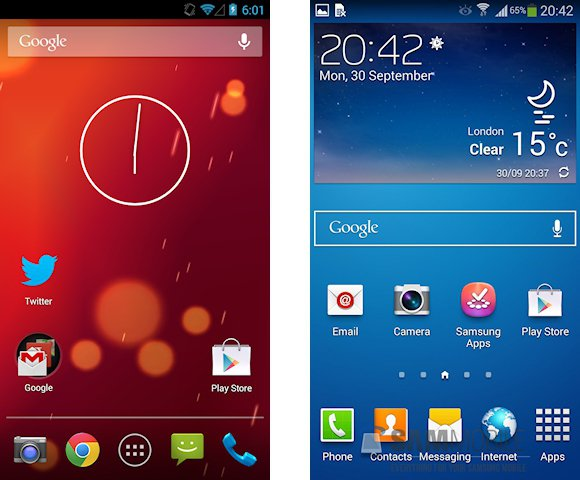 6:01
Google
Twitter
Google
Play Store
65% 20:42
20:42
Mon, 30 September
London
Clear 15°c
30/09 20:37
Google
Email Camera Samsung Apps Play Store
Phone Contacts Messaging Internet Apps
EVERYTHING FOR YOUR SAMSUNG MOBILE